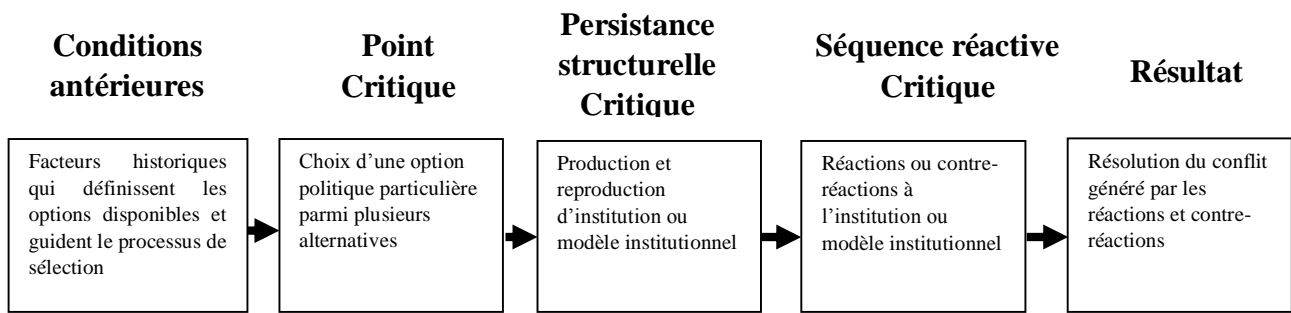 Conditions
antérieures
Point
Critique
Persistance
structurelle
Critique
Séquence réactive
Critique
Résultat
Facteurs historiques
qui définissent les
options disponibles et
guident le processus de
sélection
Choix d’une option
politique particulière
parmi plusieurs
alternatives
Production et
reproduction
d’institution ou
modèle institutionnel
Réactions ou contre-
réactions à
l’institution ou
modèle institutionnel
Résolution du conflit
généré par les
réactions et contre-
réactions